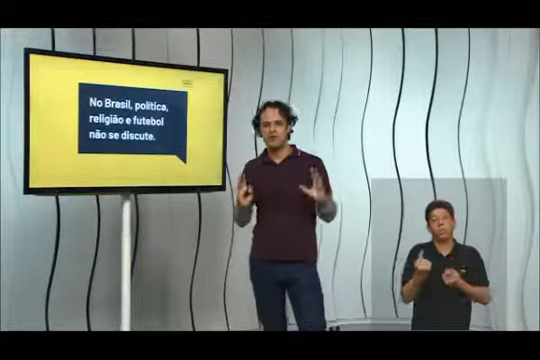 No Brasil, política,
religião e futebol
não se discute.